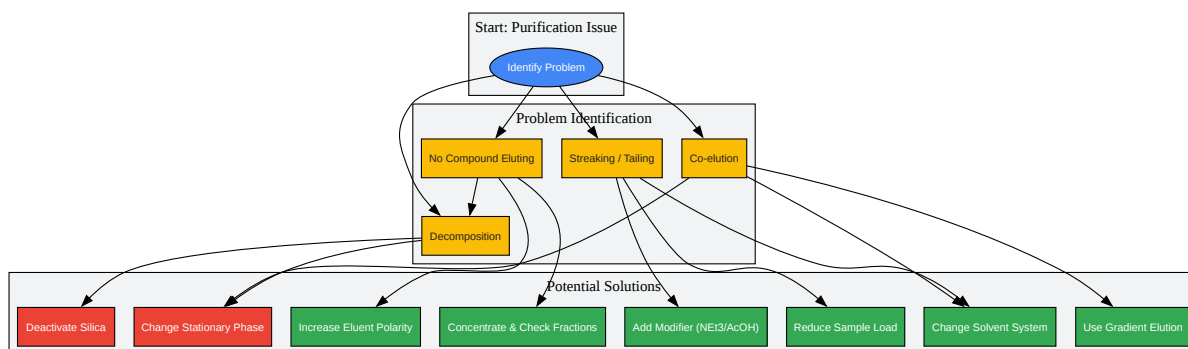 Start: Purification Issue
Identify Problem
Problem Identification
No Compound Eluting
Streaking / Tailing
Co-elution
Decomposition
Potential Solutions
Deactivate Silica
Change Stationary Phase
Increase Eluent Polarity
Concentrate & Check Fractions
Add Modifier (NEt3/AcOH)
Reduce Sample Load
Change Solvent System
Use Gradient Elution